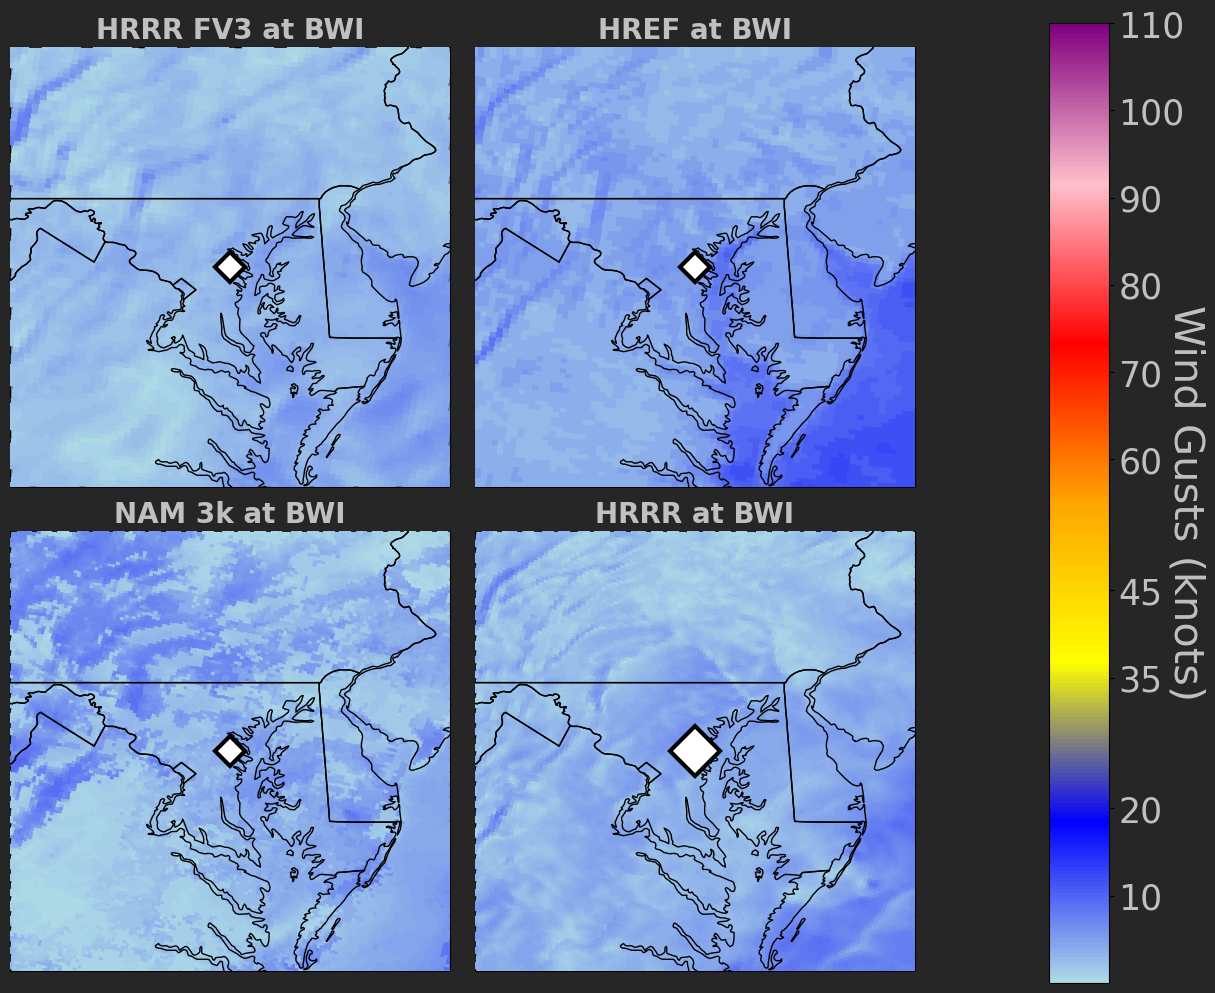 HRRR FV3 at BWI
HREF at BWI
NAM 3k at BWI
HRRR at BWI
110
100
90
80
70
60
45
35
20
10
Wind Gusts (knots)